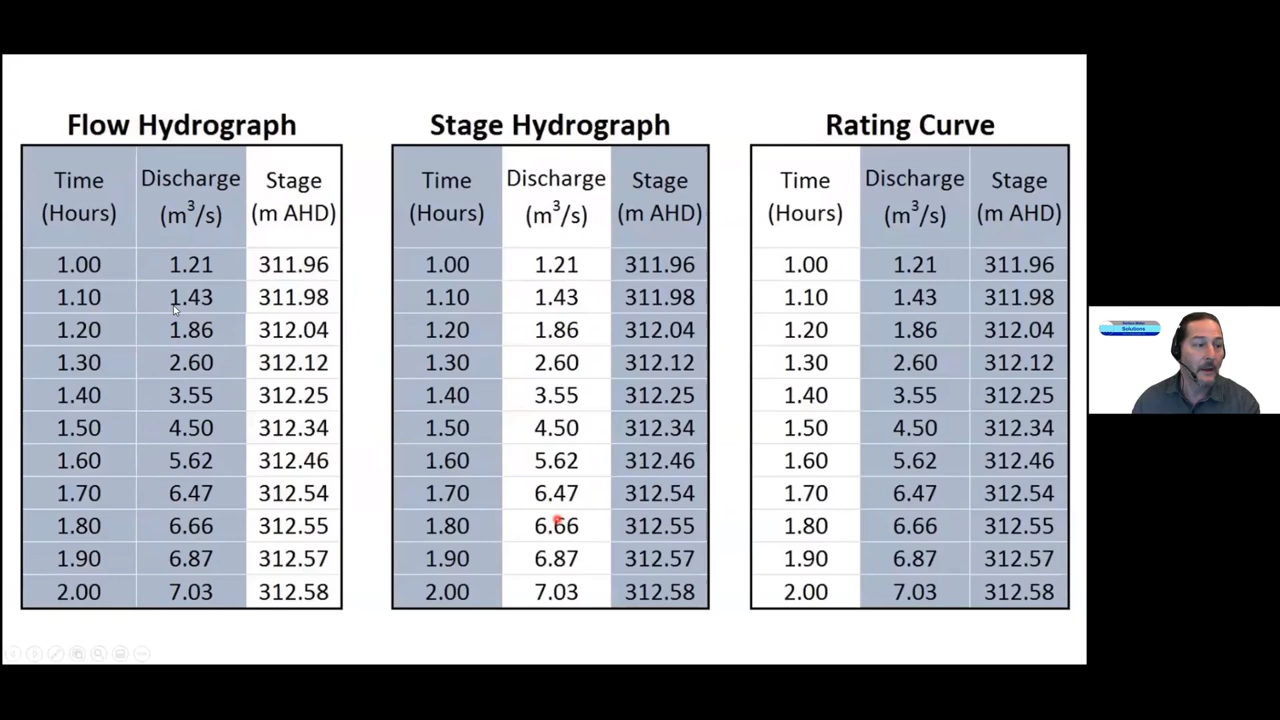 Flow Hydrograph
Time (Hours) Discharge (m³/s) Stage (m AHD)
1.00 1.21 311.96
1.10 1.43 311.98
1.20 1.86 312.04
1.30 2.60 312.12
1.40 3.55 312.25
1.50 4.50 312.34
1.60 5.62 312.46
1.70 6.47 312.54
1.80 6.66 312.55
1.90 6.87 312.57
2.00 7.03 312.58
Stage Hydrograph
Time (Hours) Discharge (m³/s) Stage (m AHD)
1.00 1.21 311.96
1.10 1.43 311.98
1.20 1.86 312.04
1.30 2.60 312.12
1.40 3.55 312.25
1.50 4.50 312.34
1.60 5.62 312.46
1.70 6.47 312.54
1.80 6.66 312.55
1.90 6.87 312.57
2.00 7.03 312.58
Rating Curve
Time (Hours) Discharge (m³/s) Stage (m AHD)
1.00 1.21 311.96
1.10 1.43 311.98
1.20 1.86 312.04
1.30 2.60 312.12
1.40 3.55 312.25
1.50 4.50 312.34
1.60 5.62 312.46
1.70 6.47 312.54
1.80 6.66 312.55
1.90 6.87 312.57
2.00 7.03 312.58
Solutions